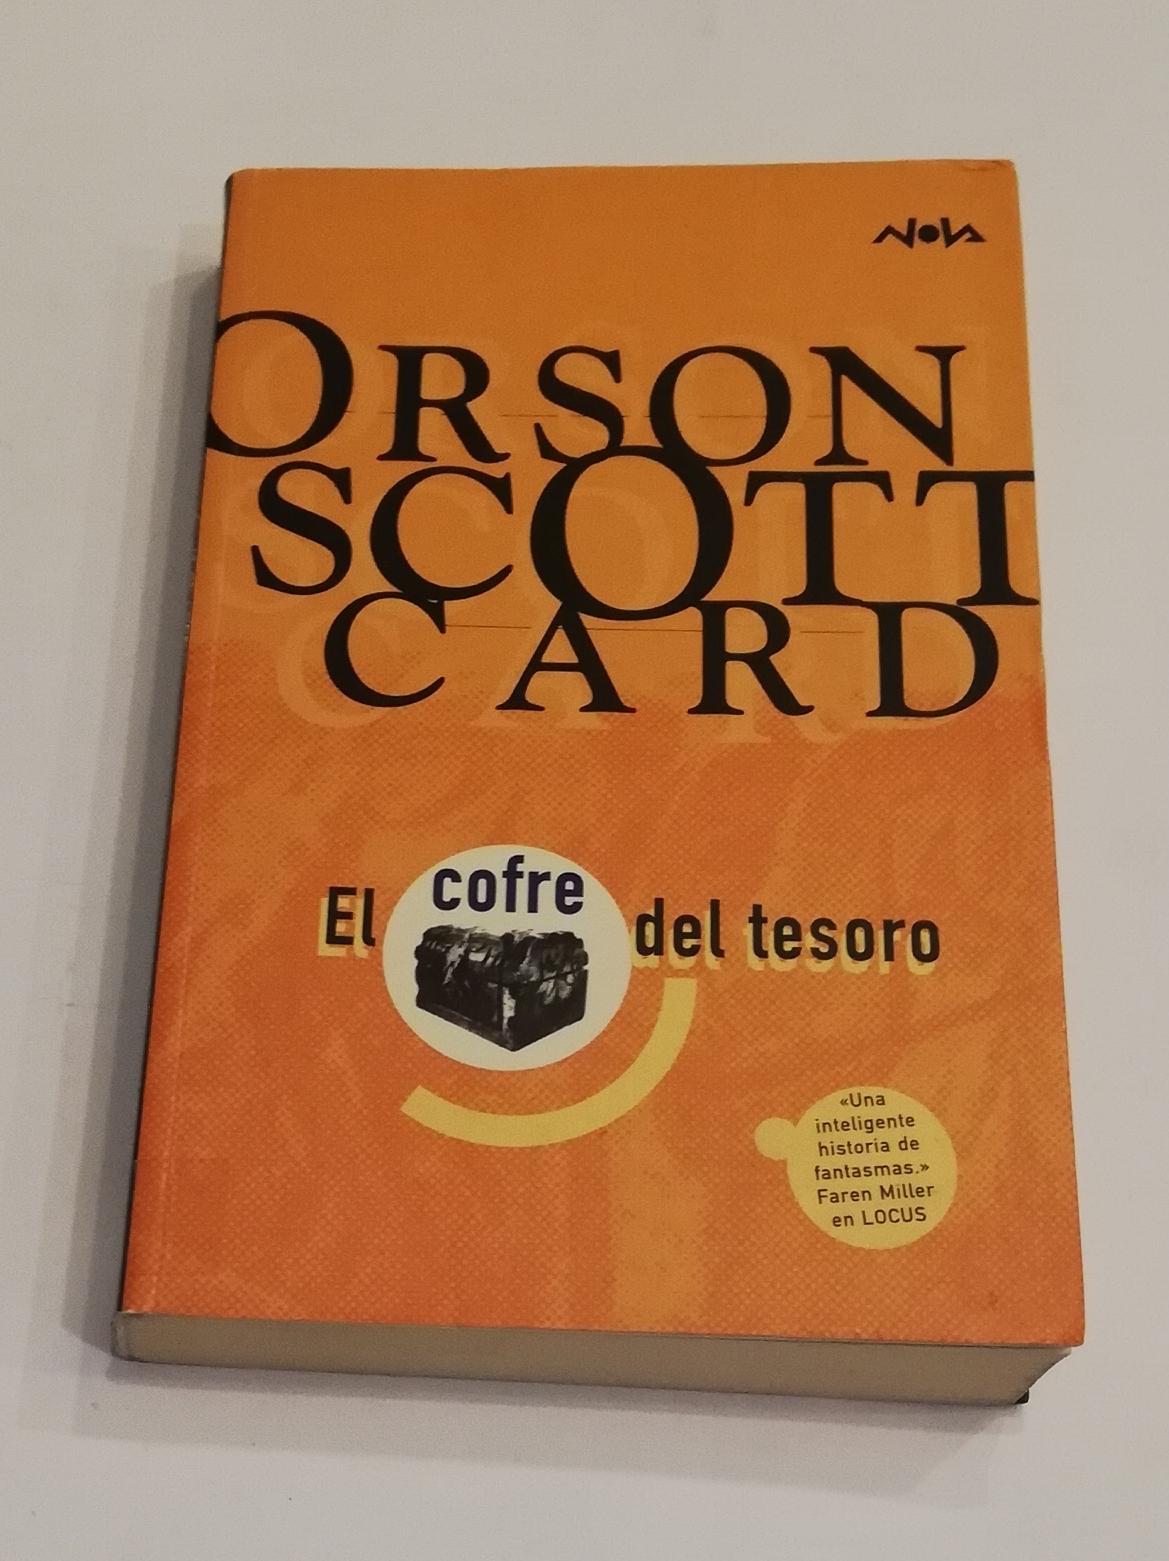 NOVA
ORSON
SCOTT
CARD
El cofre del tesoro
«Una
inteligente
historia de
fantasmas.»
Faren Miller
en LOCUS